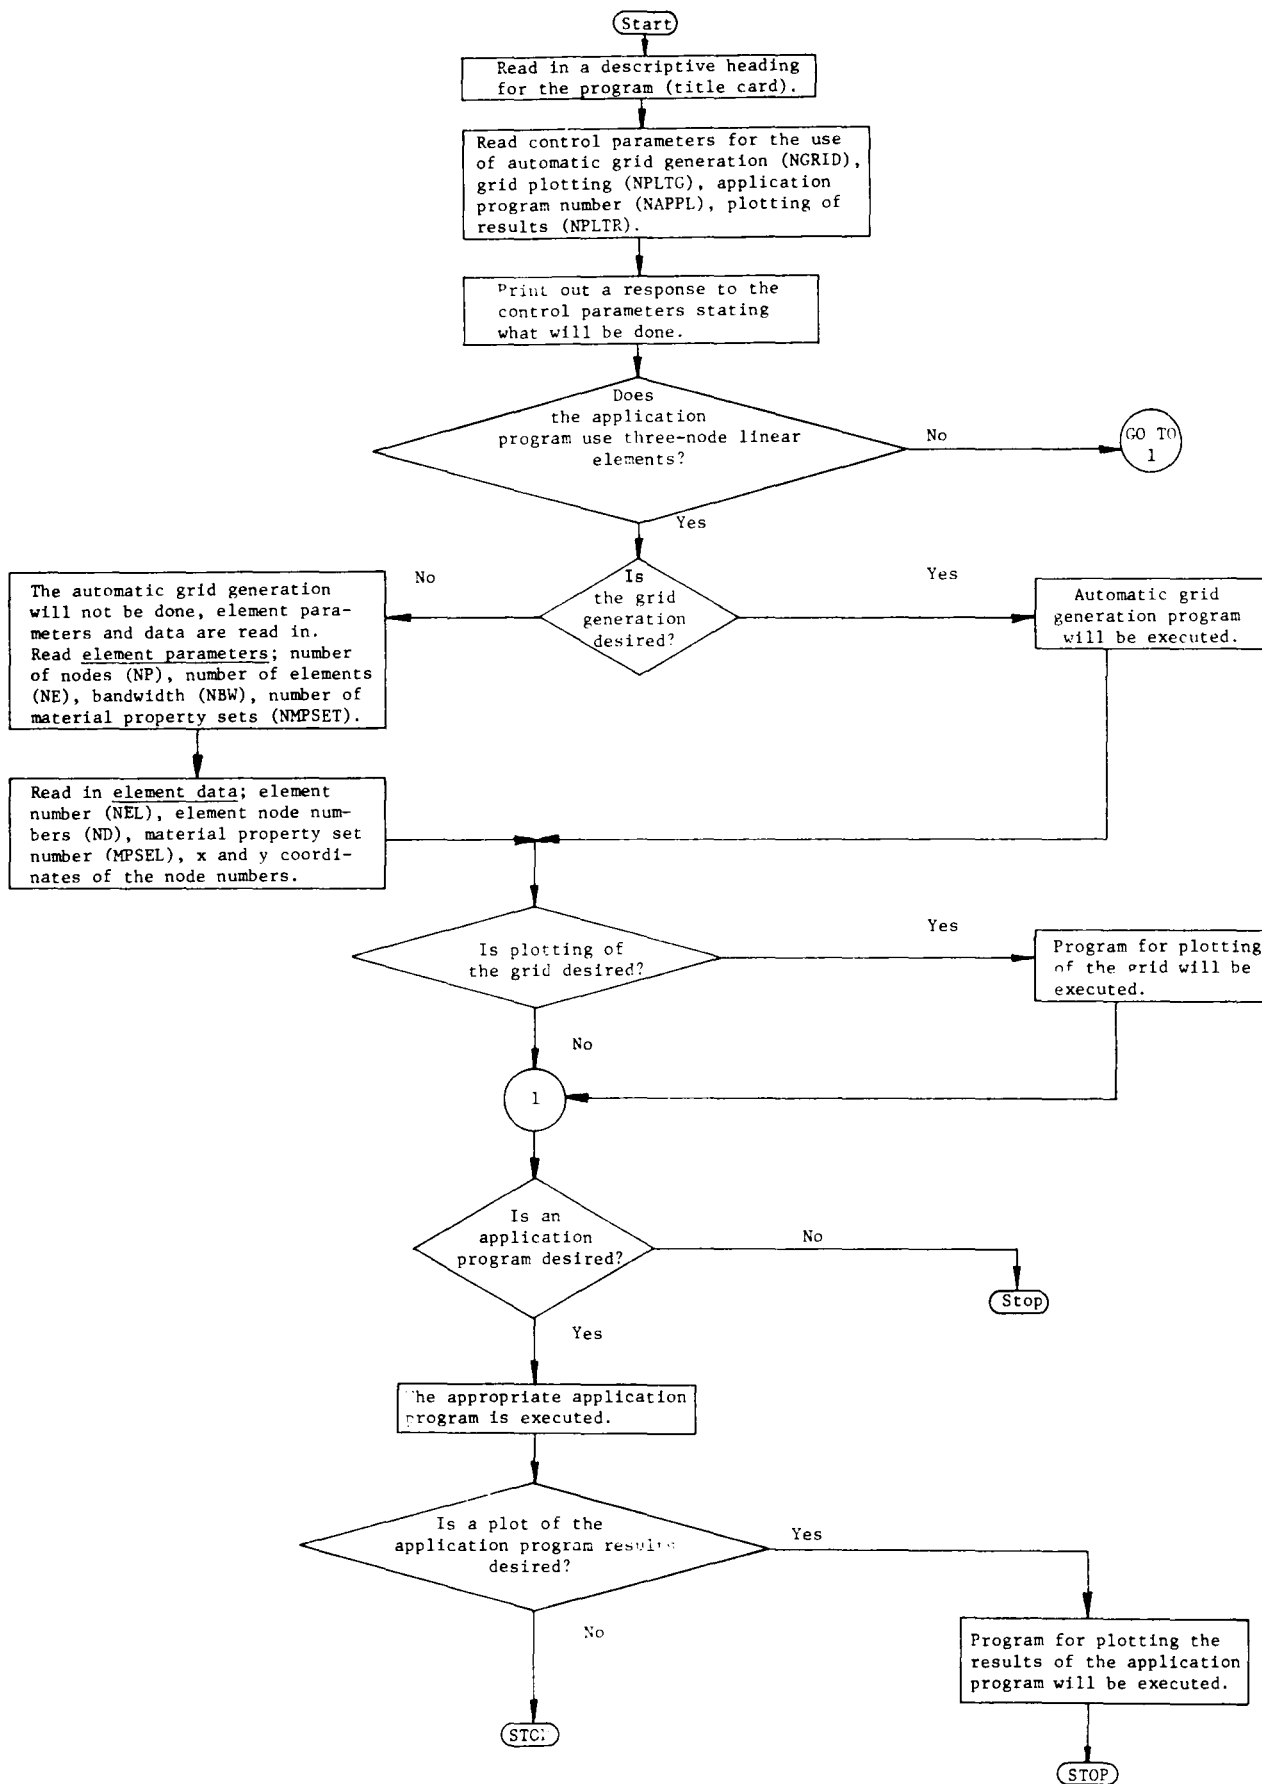 Start
Read in a descriptive heading
for the program (title card).
Read control parameters for the use
of automatic grid generation (NGRID),
grid plotting (NPLTG), application
program number (NAPPL), plotting of
results (NPLTR).
Print out a response to the
control parameters stating
what will be done.
Does
the application
program use three-node linear
elements?
No
GO TO
1
Yes
Is
the grid
generation
desired?
No
Yes
The automatic grid generation
will not be done, element para-
meters and data are read in.
Read element parameters; number
of nodes (NP), number of elements
(NE), bandwidth (NBW), number of
material property sets (NMPSET).
Automatic grid
generation program
will be executed.
Read in element data; element
number (NEL), element node num-
bers (ND), material property set
number (MPSEL), x and y coordi-
nates of the node numbers.
Is plotting of
the grid desired?
Yes
Program for plotting
of the grid will be
executed.
No
1
Is an
application
program desired?
No
Stop
Yes
The appropriate application
program is executed.
Is a plot of the
application program results
desired?
Yes
No
Program for plotting the
results of the application
program will be executed.
STOP
STOP